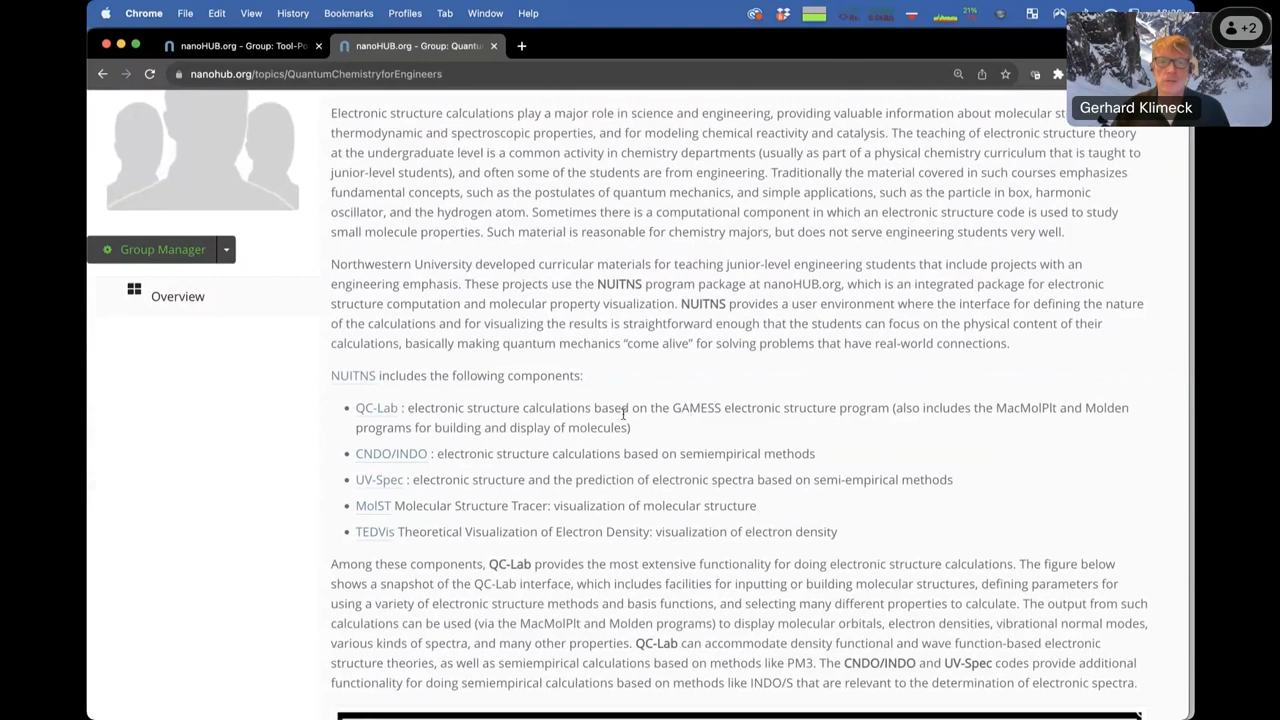 Chrome File Edit View History Bookmarks Profiles Tab Window Help 21%
nanoHUB.org - Group: Tool-Po nanoHUB.org - Group: Quantu
nanohub.org/topics/QuantumChemistryforEngineers
+2
Gerhard Klimeck
Electronic structure calculations play a major role in science and engineering, providing valuable information about molecular st
thermodynamic and spectroscopic properties, and for modeling chemical reactivity and catalysis. The teaching of electronic structure theory
at the undergraduate level is a common activity in chemistry departments (usually as part of a physical chemistry curriculum that is taught to
junior-level students), and often some of the students are from engineering. Traditionally the material covered in such courses emphasizes
fundamental concepts, such as the postulates of quantum mechanics, and simple applications, such as the particle in box, harmonic
oscillator, and the hydrogen atom. Sometimes there is a computational component in which an electronic structure code is used to study
small molecule properties. Such material is reasonable for chemistry majors, but does not serve engineering students very well.
Group Manager
Overview
Northwestern University developed curricular materials for teaching junior-level engineering students that include projects with an
engineering emphasis. These projects use the NUITNS program package at nanoHUB.org, which is an integrated package for electronic
structure computation and molecular property visualization. NUITNS provides a user environment where the interface for defining the nature
of the calculations and for visualizing the results is straightforward enough that the students can focus on the physical content of their
calculations, basically making quantum mechanics “come alive” for solving problems that have real-world connections.
NUITNS includes the following components:
• QC-Lab : electronic structure calculations based on the GAMESS electronic structure program (also includes the MacMolPlt and Molden
programs for building and display of molecules)
• CNDO/INDO : electronic structure calculations based on semiempirical methods
• UV-Spec : electronic structure and the prediction of electronic spectra based on semi-empirical methods
• MolST Molecular Structure Tracer: visualization of molecular structure
• TEDVis Theoretical Visualization of Electron Density: visualization of electron density
Among these components, QC-Lab provides the most extensive functionality for doing electronic structure calculations. The figure below
shows a snapshot of the QC-Lab interface, which includes facilities for inputting or building molecular structures, defining parameters for
using a variety of electronic structure methods and basis functions, and selecting many different properties to calculate. The output from such
calculations can be used (via the MacMolPlt and Molden programs) to display molecular orbitals, electron densities, vibrational normal modes,
various kinds of spectra, and many other properties. QC-Lab can accommodate density functional and wave function-based electronic
structure theories, as well as semiempirical calculations based on methods like PM3. The CNDO/INDO and UV-Spec codes provide additional
functionality for doing semiempirical calculations based on methods like INDO/S that are relevant to the determination of electronic spectra.